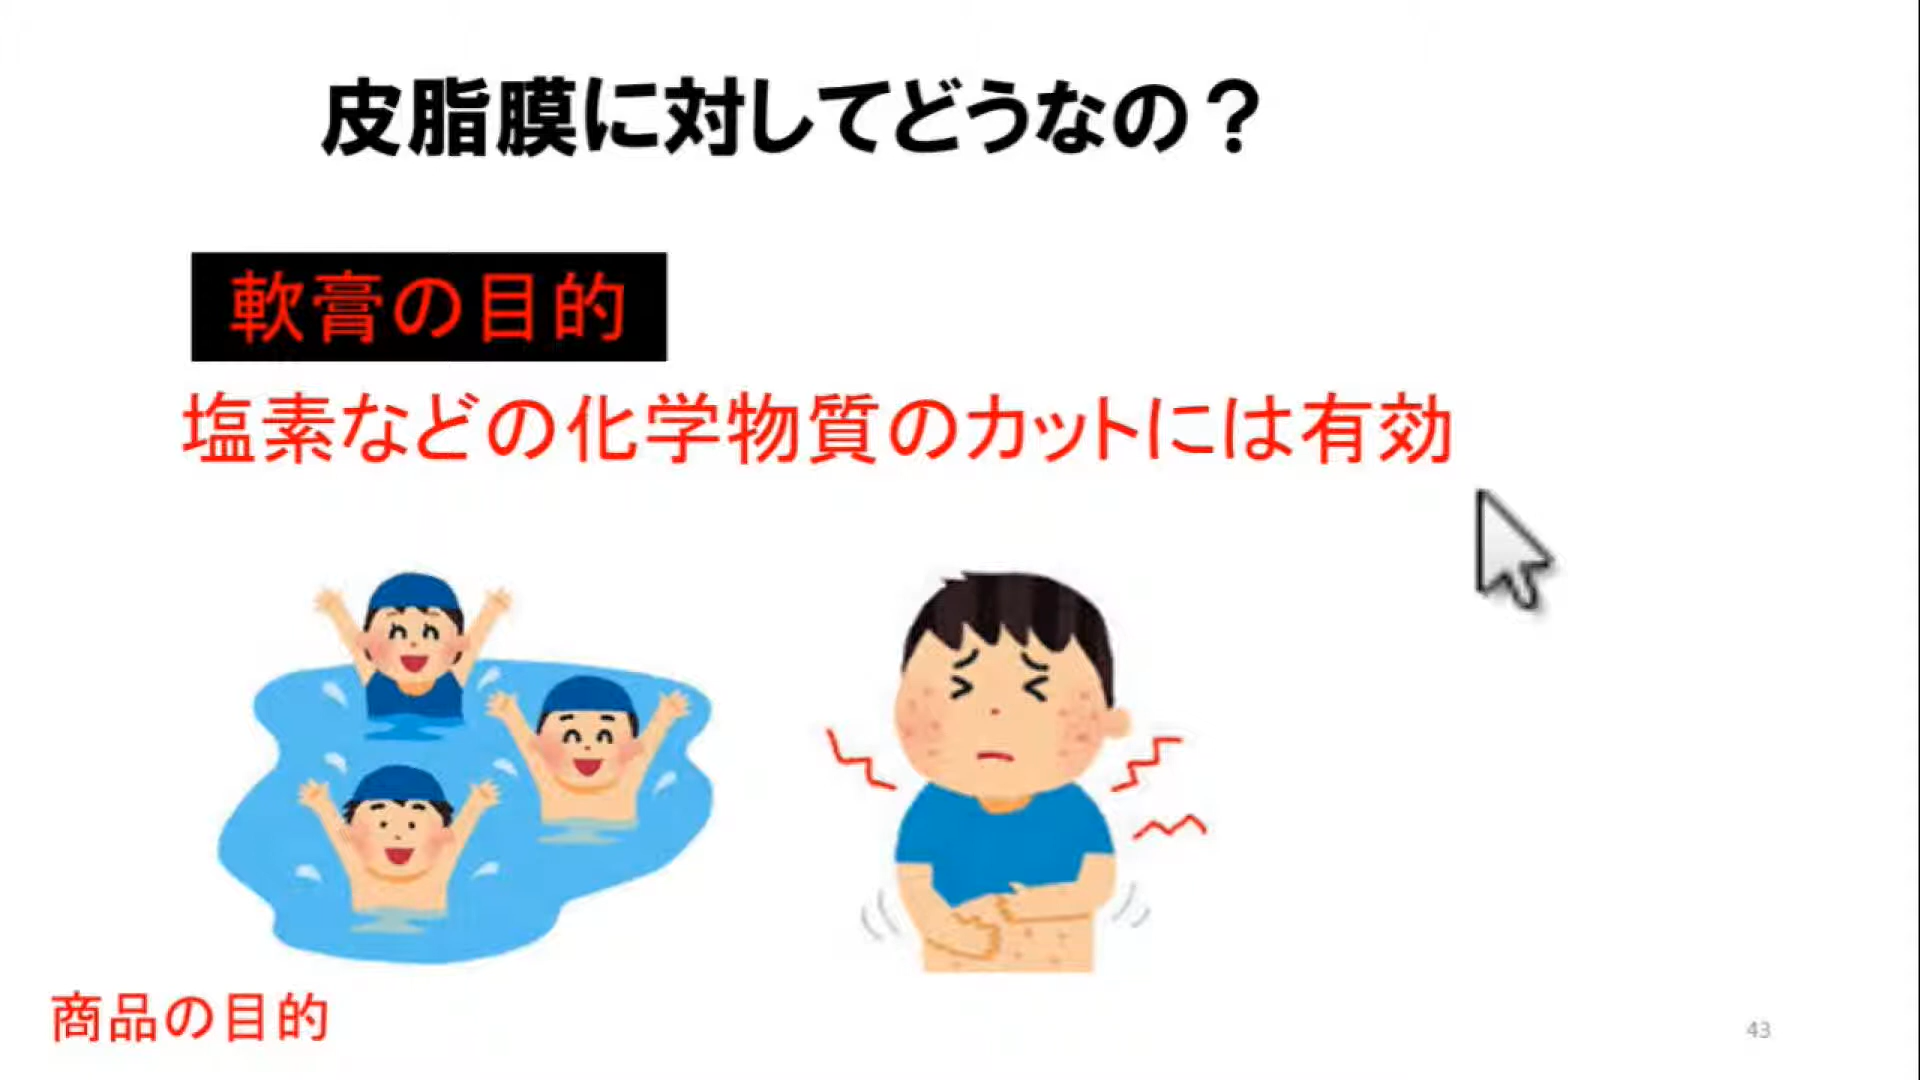 皮脂膜に対してどうなの？
軟膏の目的
塩素などの化学物質のカットには有効
商品の目的
43